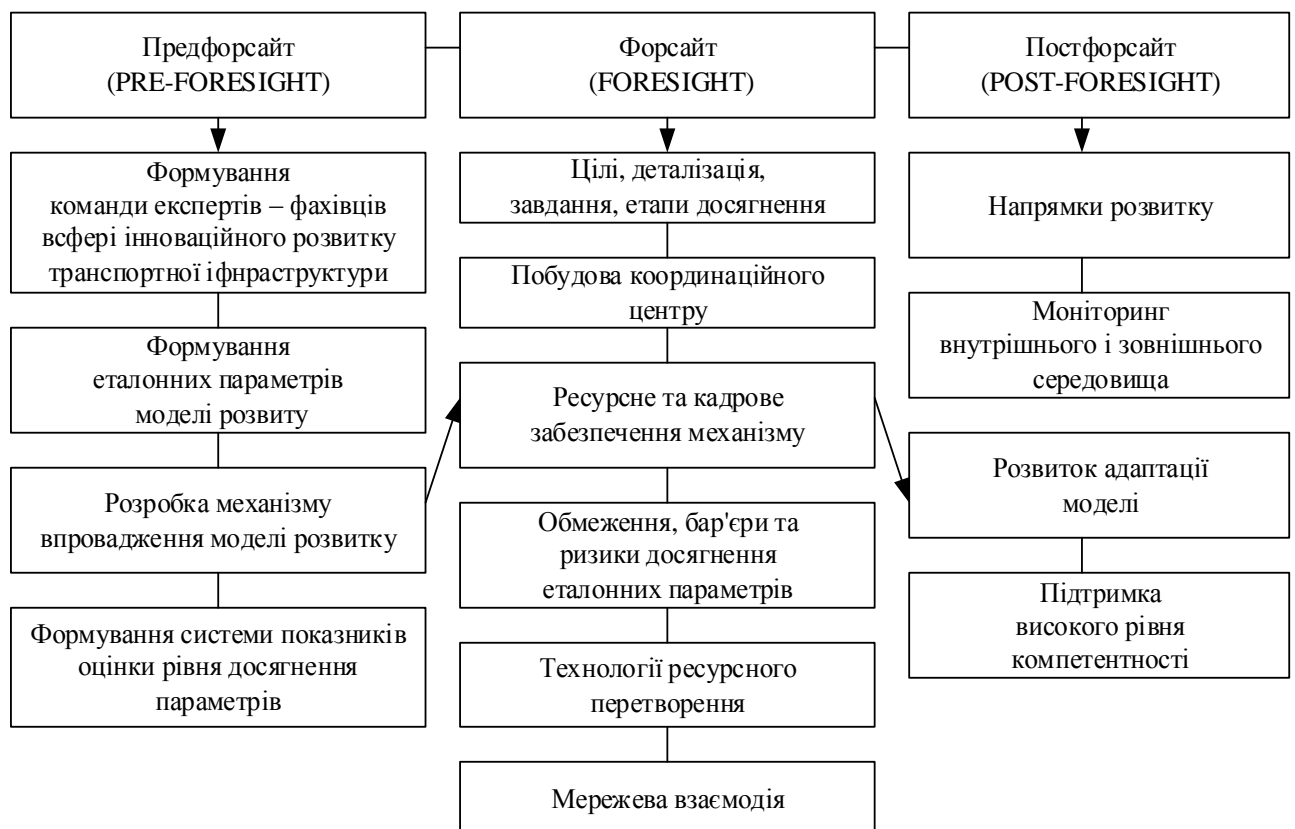 Предфорсайт
(PRE-FORESIGHT)
Форсайт
(FORESIGHT)
Постфорсайт
(POST-FORESIGHT)
Формування
команди експертів – фахівців
всфері інноваційного розвитку
транспортної іфнраструктури
Формування
еталонних параметрів
моделі розвиту
Розробка механізму
впровадження моделі розвитку
Формування системи показників
оцінки рівня досягнення
параметрів
Цілі, деталізація,
завдання, етапи досягнення
Побудова координаційного
центру
Ресурсне та кадрове
забезпечення механізму
Обмеження, бар'єри та
ризики досягнення
еталонних параметрів
Технології ресурсного
перетворення
Мережева взаємодія
Напрямки розвитку
Моніторинг
внутрішнього і зовнішнього
середовища
Розвиток адаптації
моделі
Підтримка
високого рівня
компетентності